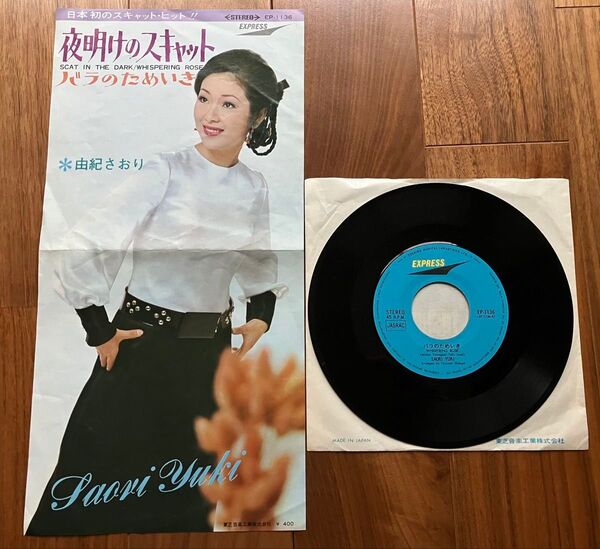 日本初のスキャット・ヒット!!
STEREO EP-1136
EXPRESS
夜明けのスキャット
SCAT IN THE DARK/WHISPERING ROSE
バラのためいき
＊由紀さおり
Saori Yuki
東芝音楽工業株式会社 ¥ 400
EXPRESS
STEREO
45 R.P.M.
JASRAC
EP-1136
バラのためいき
(WHISPERING ROSE)
SAORI YUKI
MADE IN JAPAN
東芝音楽工業株式会社